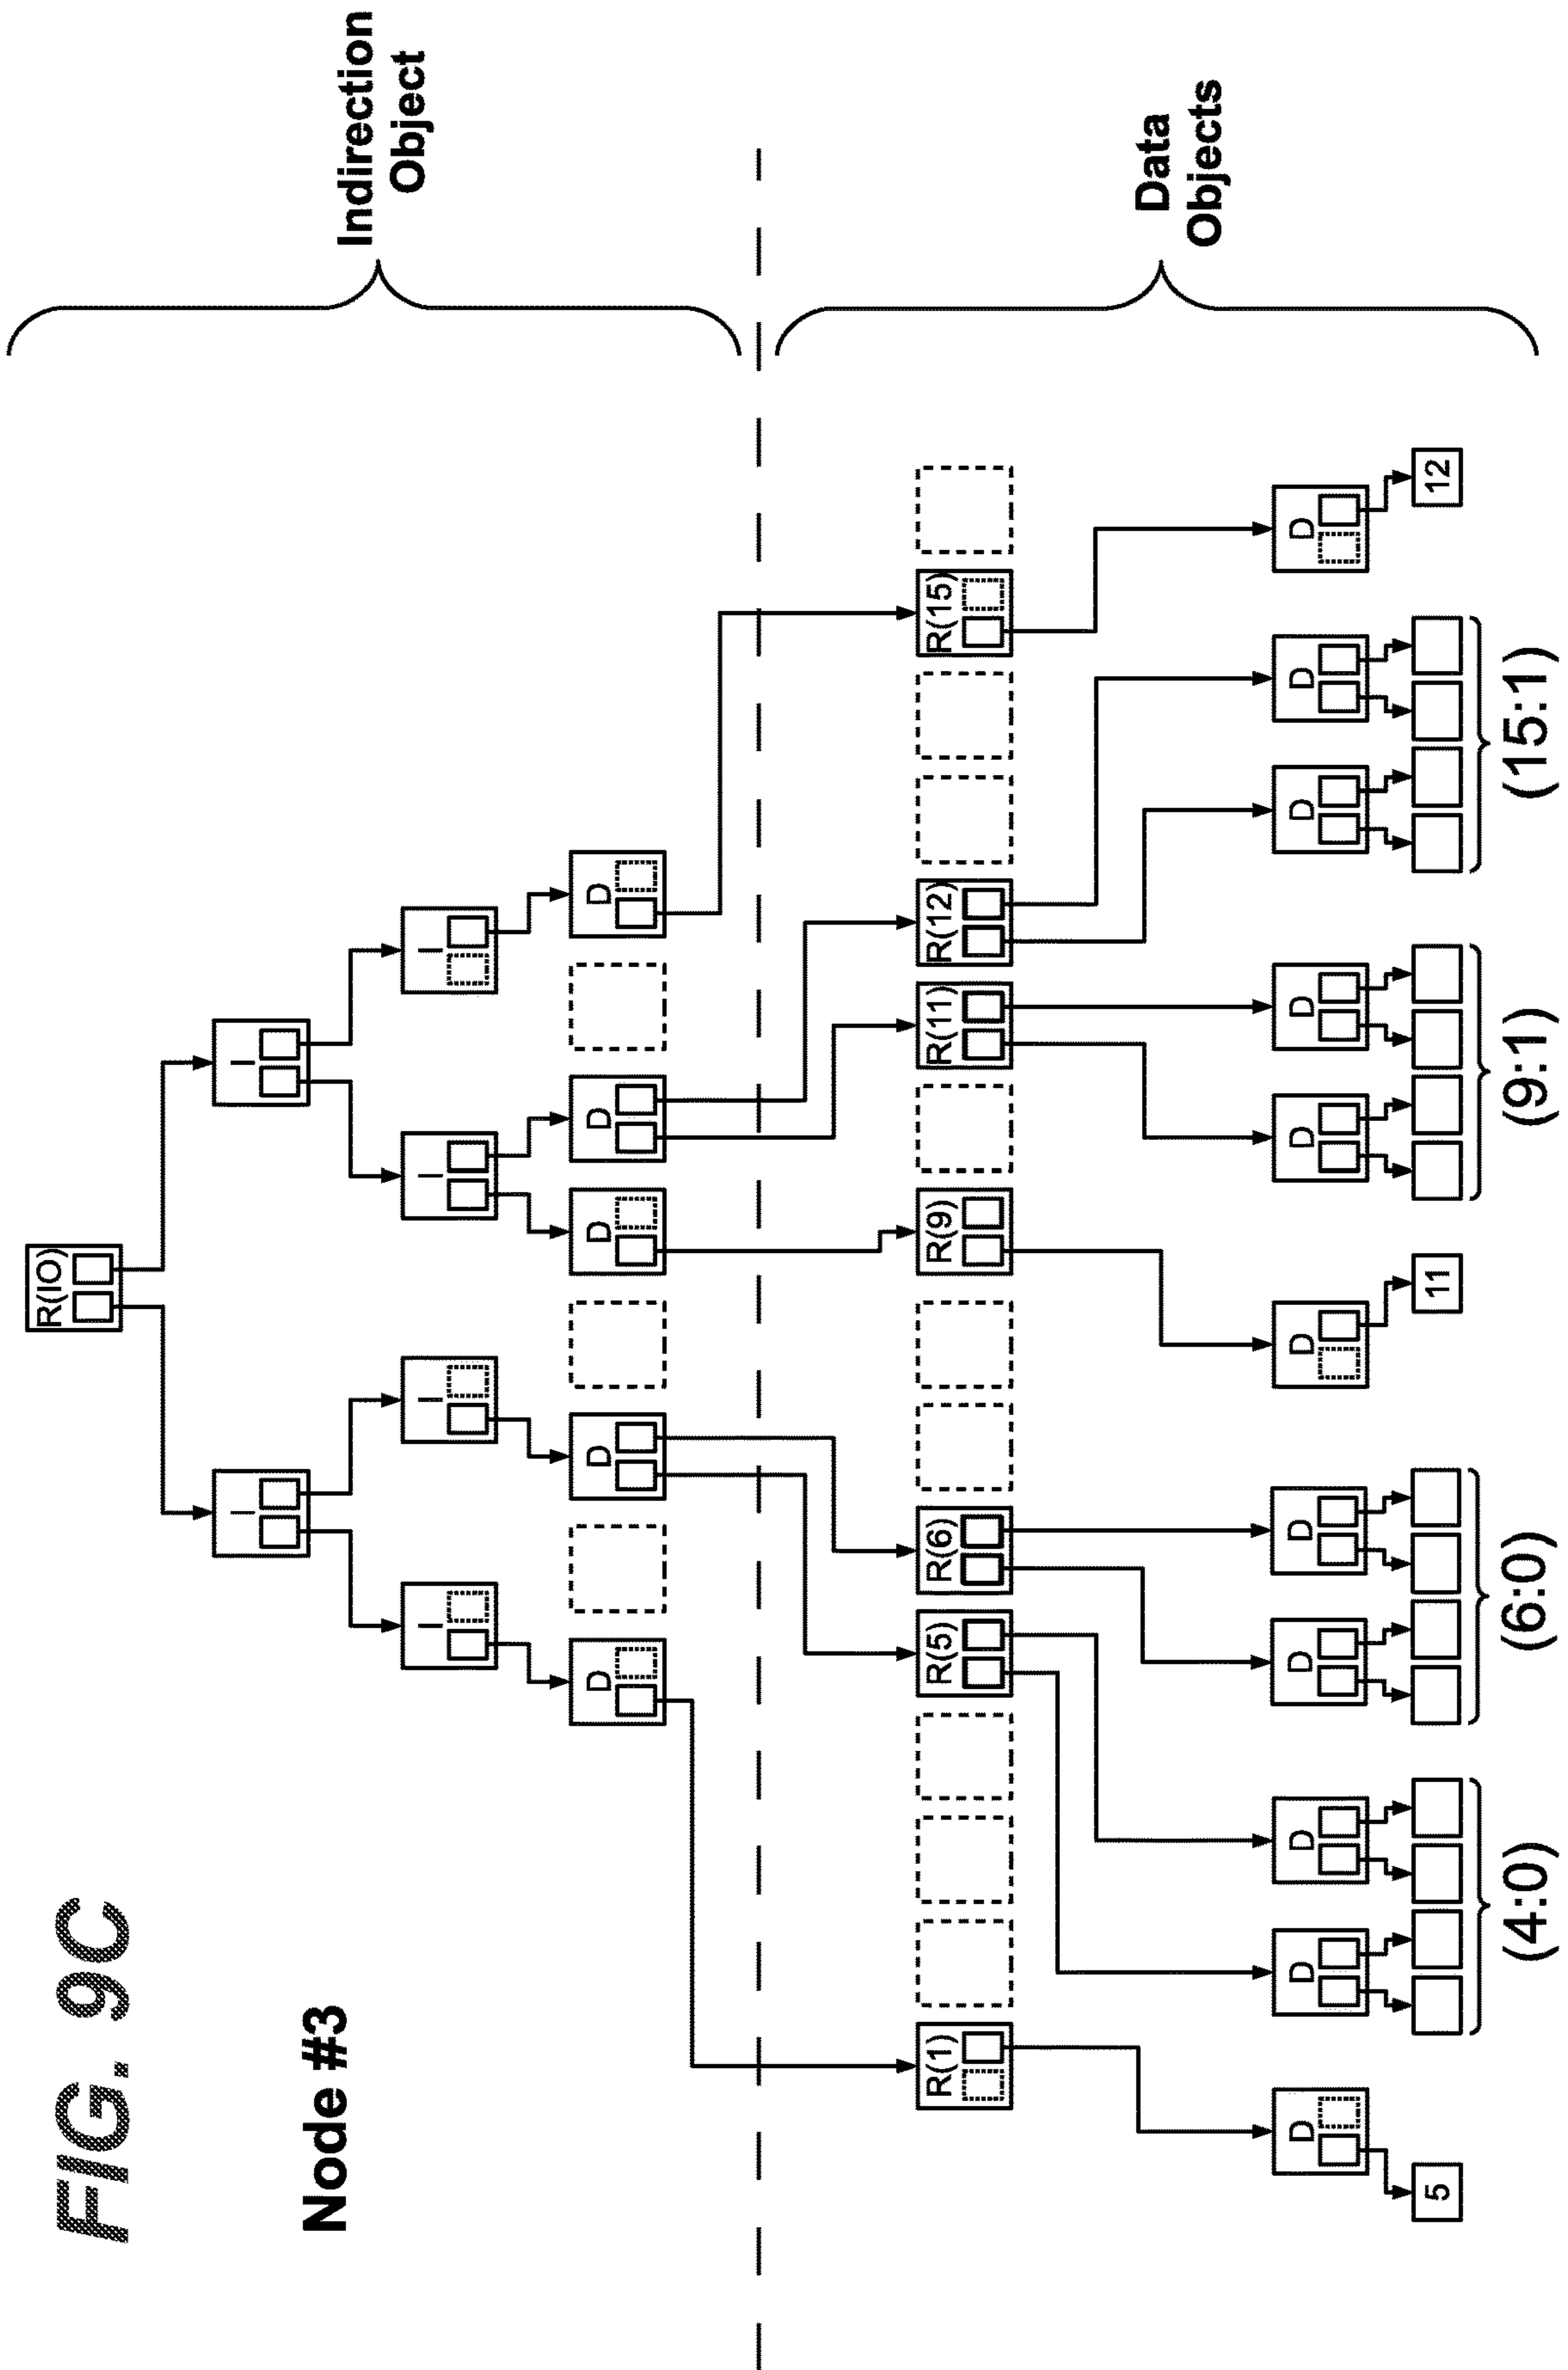 FIG. 9C
R(IO)
Node #3
I I
Indirection
Object
I I I I
D D D D D
R(1) R(5) R(6) R(9) R(11) R(12) R(15)
Data
Objects
D D D D D D D D D D D
5 11 12
(4:0) (6:0) (9:1) (15:1)